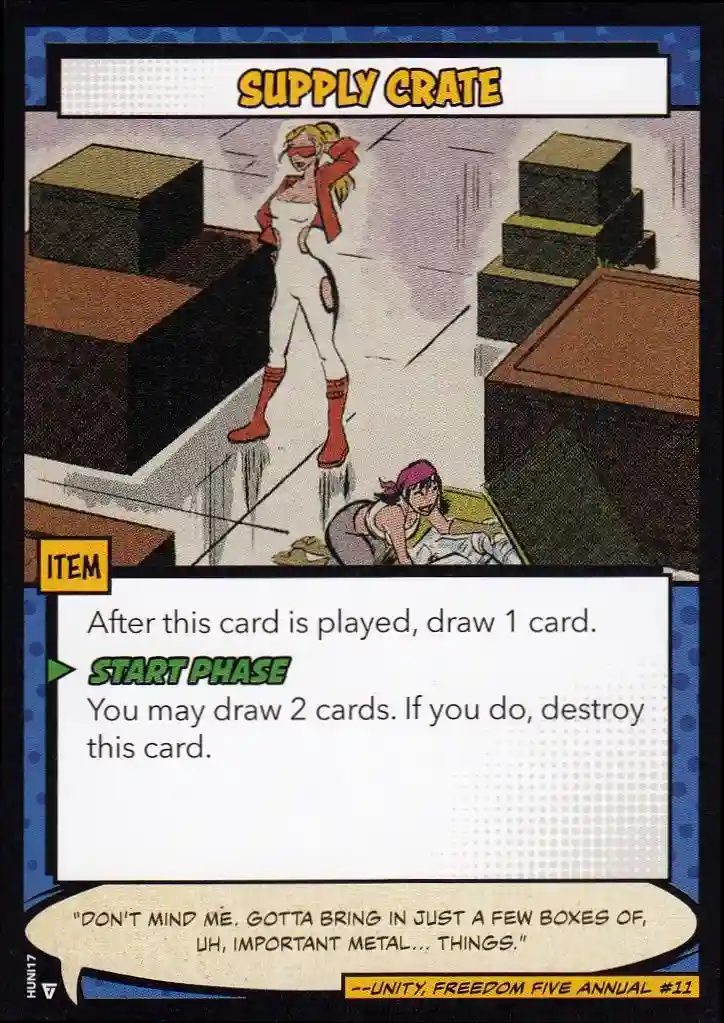 SUPPLY CRATE
ITEM
After this card is played, draw 1 card.
START PHASE
You may draw 2 cards. If you do, destroy
this card.
"DON'T MIND ME. GOTTA BRING IN JUST A FEW BOXES OF,
UH, IMPORTANT METAL... THINGS."
--UNITY, FREEDOM FIVE ANNUAL #11
HUNI17